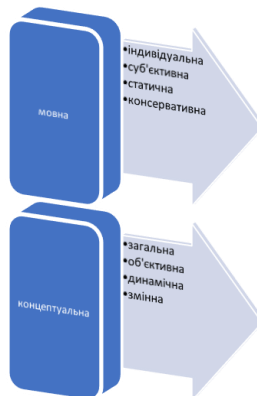 мовна
•індивідуальна
•суб'єктивна
•статична
•консервативна
концептуальна
•загальна
•об'єктивна
•динамічна
•змінна